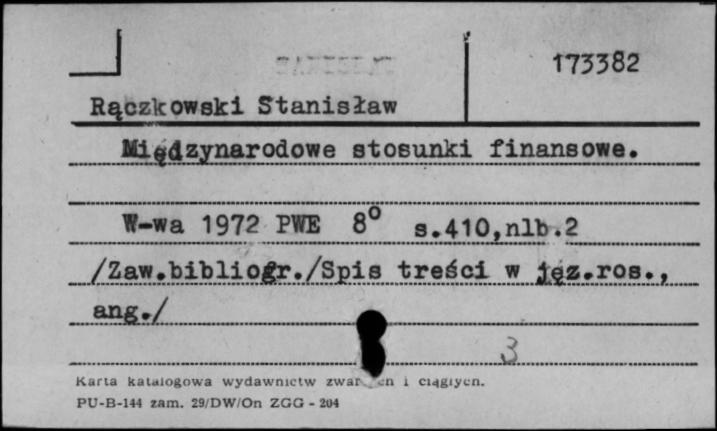 173382
Rączkowski Stanisław
Międzynarodowe stosunki finansowe.
W-wa 1972 PWE 8° s.410,nlb.2
/Zaw.bibliogr./Spis treści w jęz.ros.,
ang./
3
Karta katalogowa wydawnictw i ciągłych.
PU-B-144 zam. 29/DW/On ZGG - 204